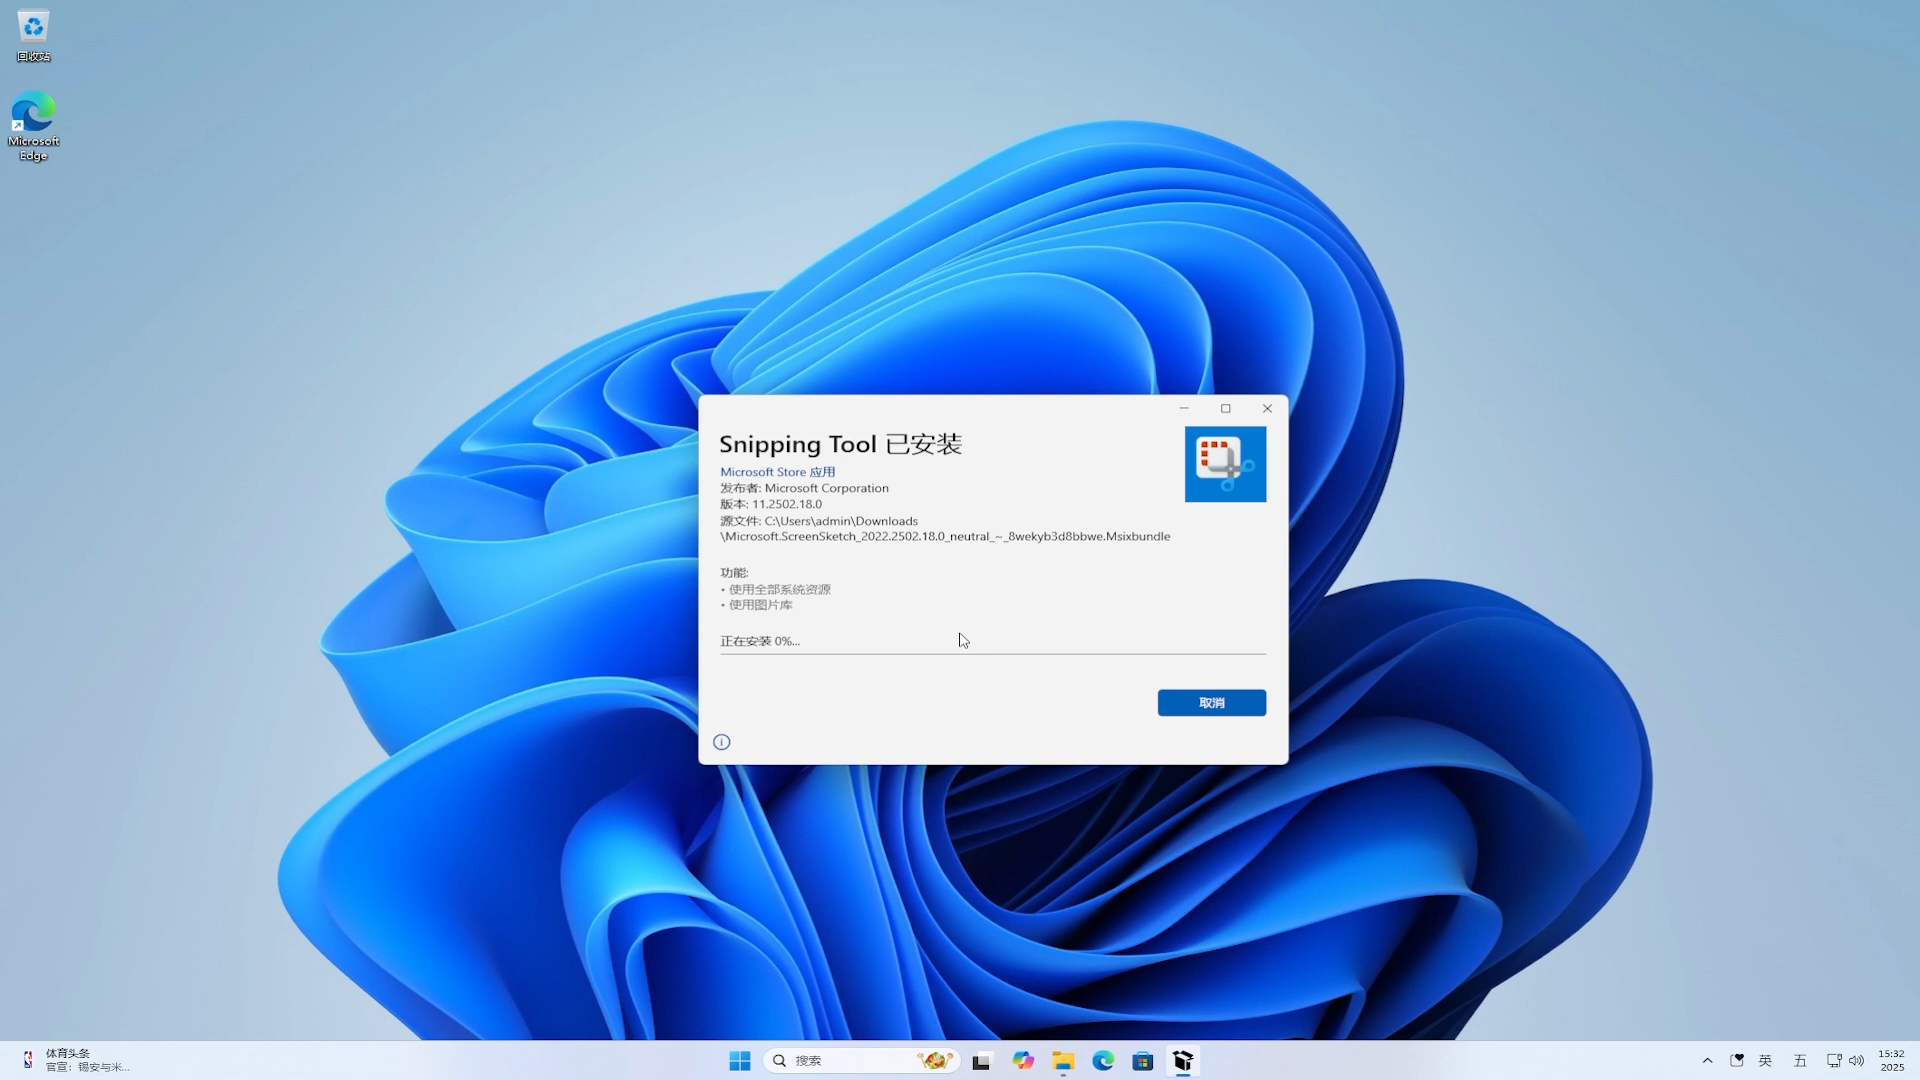 回收站
Microsoft
Edge
Snipping Tool 已安装
Microsoft Store 应用
发布者: Microsoft Corporation
版本: 11.2502.18.0
源文件: C:\Users\admin\Downloads
\Microsoft.ScreenSketch_2022.2502.18.0_neutral_~_8wekyb3d8bbwe.Msixbundle
功能:
• 使用全部系统资源
• 使用图片库
正在安装 0%...
取消
体育头条
官宣：锡安与米...
搜索
英
五
15:32
2025